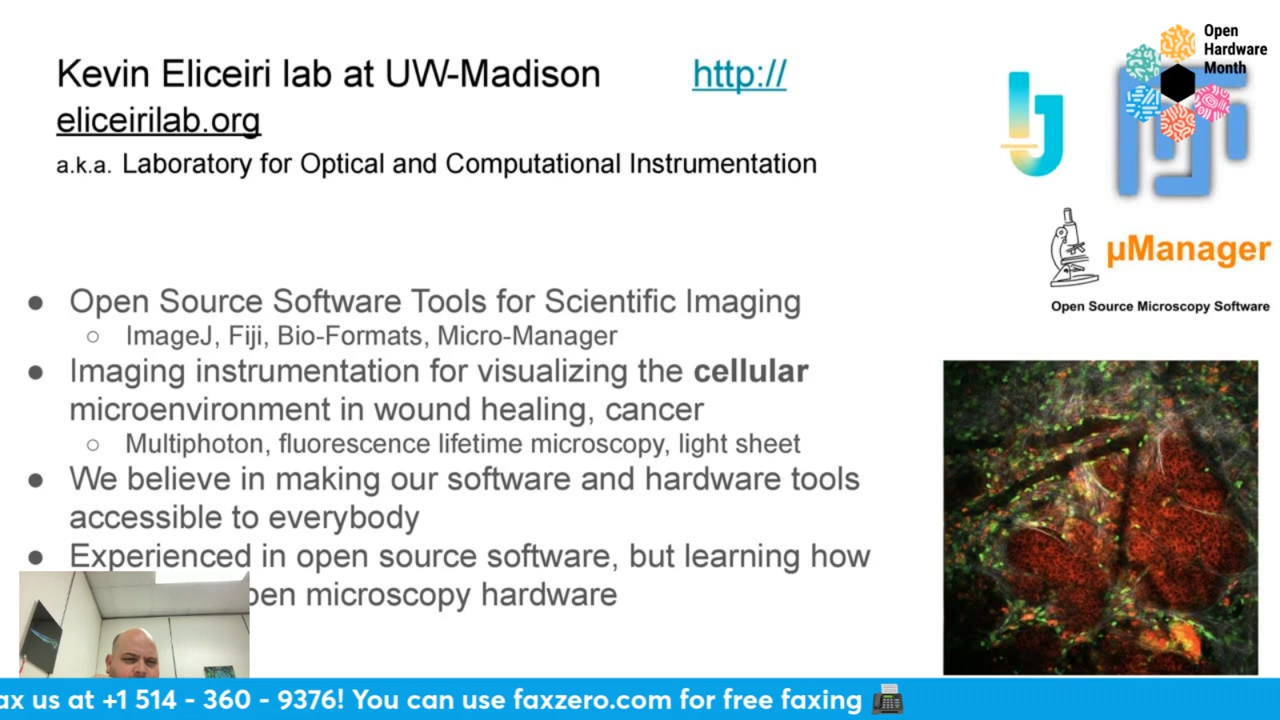 Kevin Eliceiri lab at UW-Madison http://
eliceirilab.org
a.k.a. Laboratory for Optical and Computational Instrumentation
Open
Hardware
Month
µManager
Open Source Microscopy Software
● Open Source Software Tools for Scientific Imaging
○ ImageJ, Fiji, Bio-Formats, Micro-Manager
● Imaging instrumentation for visualizing the cellular
microenvironment in wound healing, cancer
○ Multiphoton, fluorescence lifetime microscopy, light sheet
● We believe in making our software and hardware tools
accessible to everybody
● Experienced in open source software, but learning how
pen microscopy hardware
ax us at +1 514 - 360 - 9376! You can use faxzero.com for free faxing